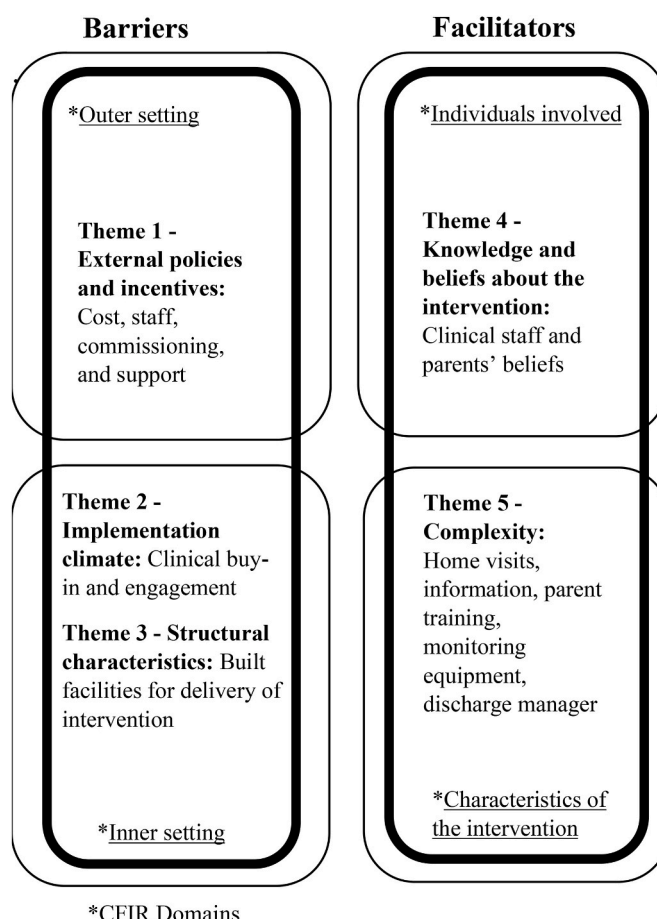 Barriers
*Outer setting
Theme 1 -
External policies
and incentives:
Cost, staff,
commissioning,
and support
Theme 2 -
Implementation
climate: Clinical buy-
in and engagement
Theme 3 - Structural
characteristics: Built
facilities for delivery of
intervention
*Inner setting
Facilitators
*Individuals involved
Theme 4 -
Knowledge and
beliefs about the
intervention:
Clinical staff and
parents’ beliefs
Theme 5 -
Complexity:
Home visits,
information, parent
training,
monitoring
equipment,
discharge manager
*Characteristics of
the intervention
*CFIR Domains